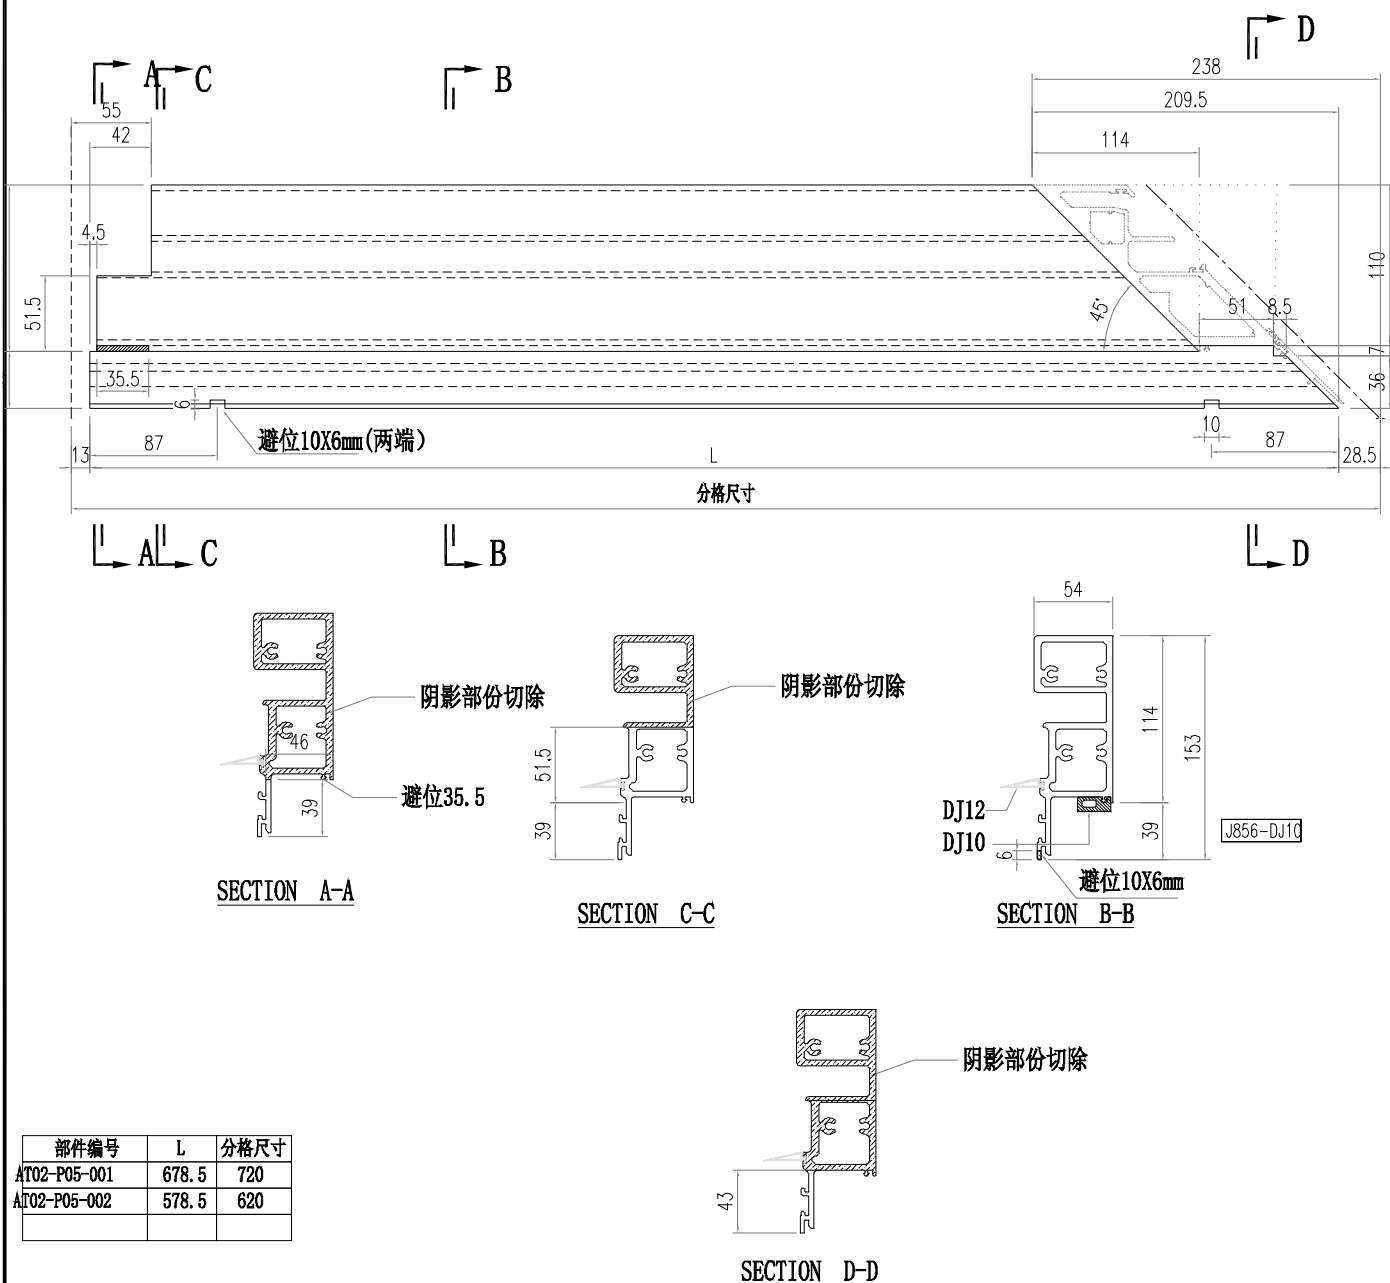 D
A
C
B
238
55
209.5
42
114
4.5
110
51.5
45°
51
8.5
7
35.5
6
36
避位10X6mm(两端)
10
87
87
13
L
28.5
分格尺寸
A
C
B
D
54
阴影部份切除
阴影部份切除
46
114
153
51.5
避位35.5
39
39
DJ12
DJ10
39
6
J856-DJ10
避位10X6mm
SECTION A-A
SECTION C-C
SECTION B-B
阴影部份切除
43
部件编号 L 分格尺寸
AT02-P05-001 678.5 720
AT02-P05-002 578.5 620
SECTION D-D